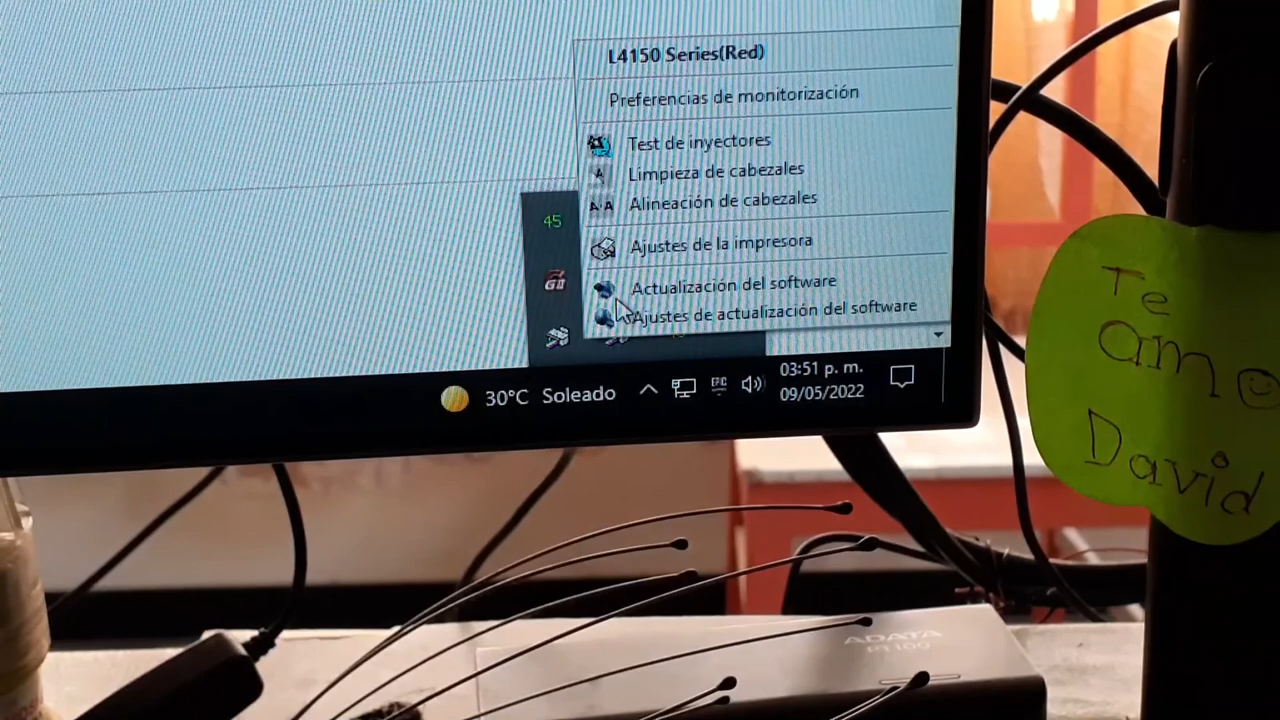 L4150 Series(Red)
Preferencias de monitorización
Test de inyectores
Limpieza de cabezales
Alineación de cabezales
Ajustes de la impresora
Actualización del software
Ajustes de actualización del software
45
30°C Soleado
03:51 p. m.
09/05/2022
Te
amo
David
ADATA